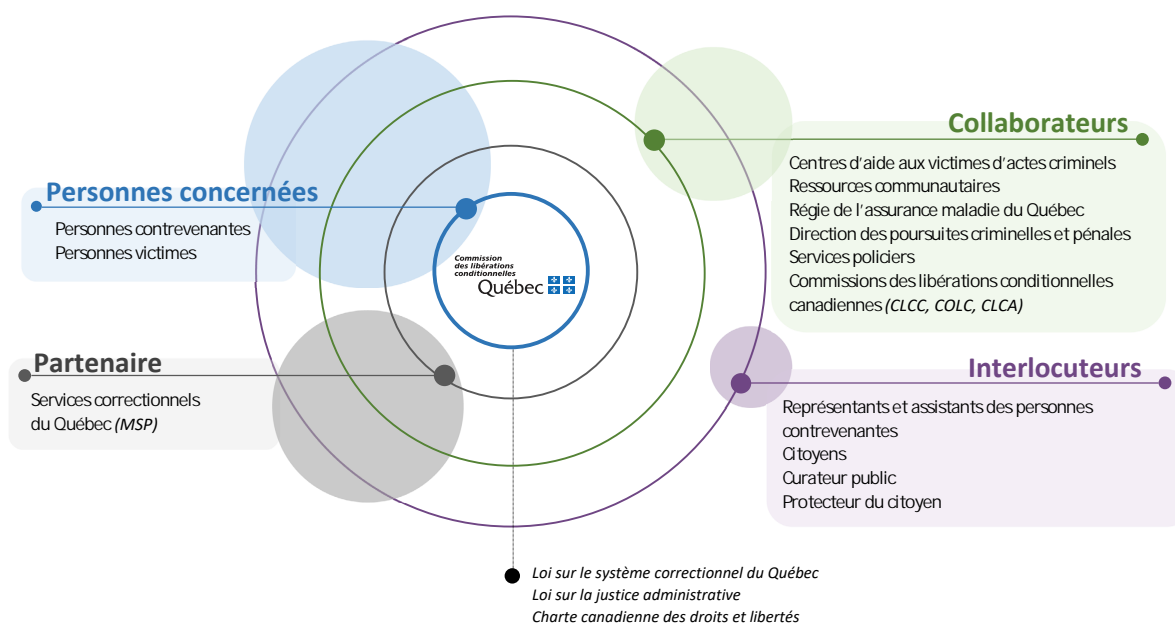 Collaborateurs
Centres d'aide aux victimes d'actes criminels
Ressources communautaires
Régie de l'assurance maladie du Québec
Direction des poursuites criminelles et pénales
Services policiers
Commissions des libérations conditionnelles
canadiennes (CLCC, COLC, CLCA)
Personnes concernées
Personnes contrevenantes
Personnes victimes
Commission
des libérations
conditionnelles
Québec
Partenaire
Services correctionnels
du Québec (MSP)
Interlocuteurs
Représentants et assistants des personnes
contrevenantes
Citoyens
Curateur public
Protecteur du citoyen
Loi sur le système correctionnel du Québec
Loi sur la justice administrative
Charte canadienne des droits et libertés